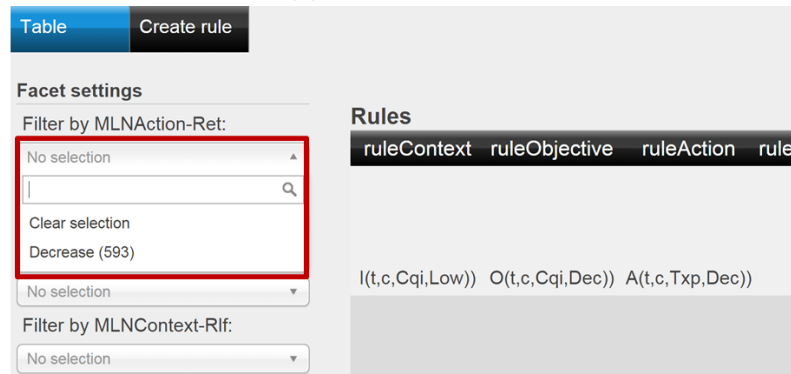 Table
Create rule
Facet settings
Filter by MLNAction-Ret:
No selection
Clear selection
Decrease (593)
No selection
Filter by MLNContext-Rlf:
No selection
Rules
ruleContext ruleObjective ruleAction rule
I(t,c,Cqi,Low)) O(t,c,Cqi,Dec)) A(t,c,Txp,Dec))